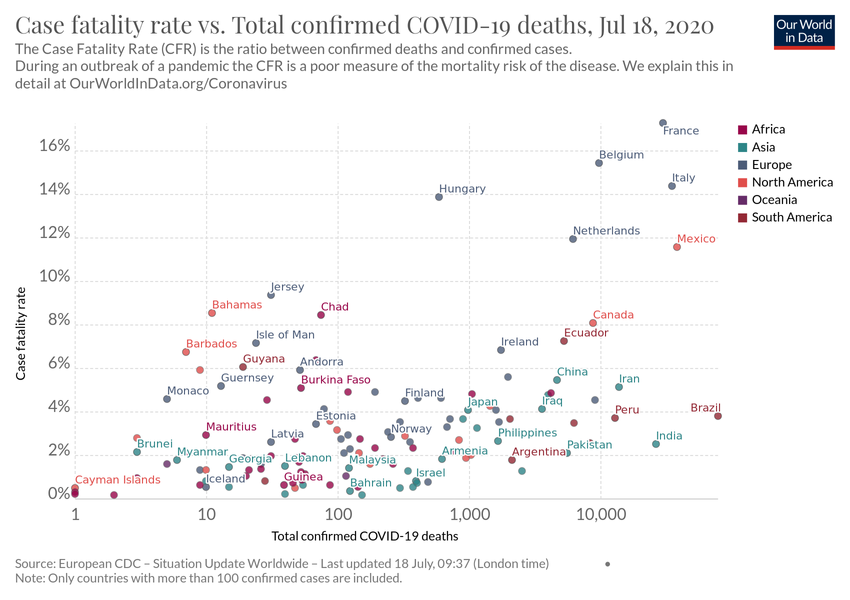 Case fatality rate vs. Total confirmed COVID-19 deaths, Jul 18, 2020
Our World
in Data
The Case Fatality Rate (CFR) is the ratio between confirmed deaths and confirmed cases.
During an outbreak of a pandemic the CFR is a poor measure of the mortality risk of the disease. We explain this in
detail at OurWorldInData.org/Coronavirus
16%
14%
12%
10%
8%
6%
4%
2%
0%
Case fatality rate
France
Belgium
Italy
Hungary
Netherlands
Mexico
Jersey
Bahamas
Chad
Canada
Isle of Man
Ecuador
Barbados
Ireland
Guyana
Andorra
Guernsey
Burkina Faso
China
Iran
Monaco
Finland
Japan
Iraq
Estonia
Peru
Brazil
Mauritius
Latvia
Norway
Philippines
India
Brunei
Myanmar
Georgia
Lebanon
Malaysia
Armenia
Argentina
Pakistan
Cayman Islands
Iceland
Guinea
Bahrain
Israel
1
10
100
1,000
10,000
Total confirmed COVID-19 deaths
Africa
Asia
Europe
North America
Oceania
South America
Source: European CDC – Situation Update Worldwide – Last updated 18 July, 09:37 (London time)
Note: Only countries with more than 100 confirmed cases are included.